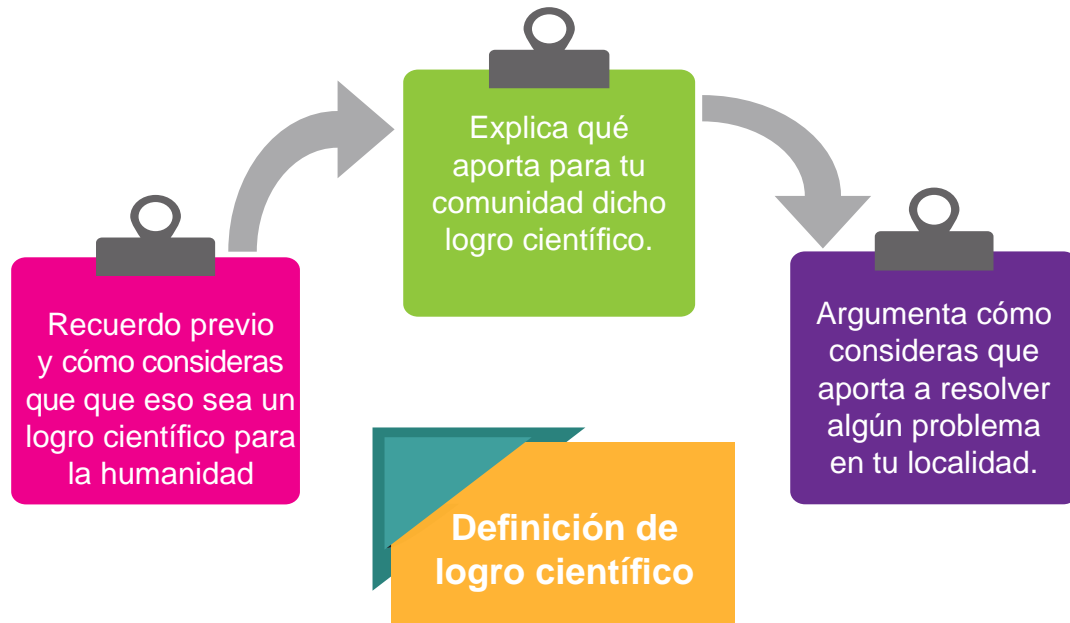 Recuerdo previo
y cómo consideras
que que eso sea un
logro científico para
la humanidad
Explica qué
aporta para tu
comunidad dicho
logro científico.
Argumenta cómo
consideras que
aporta a resolver
algún problema
en tu localidad.
Definición de
logro científico